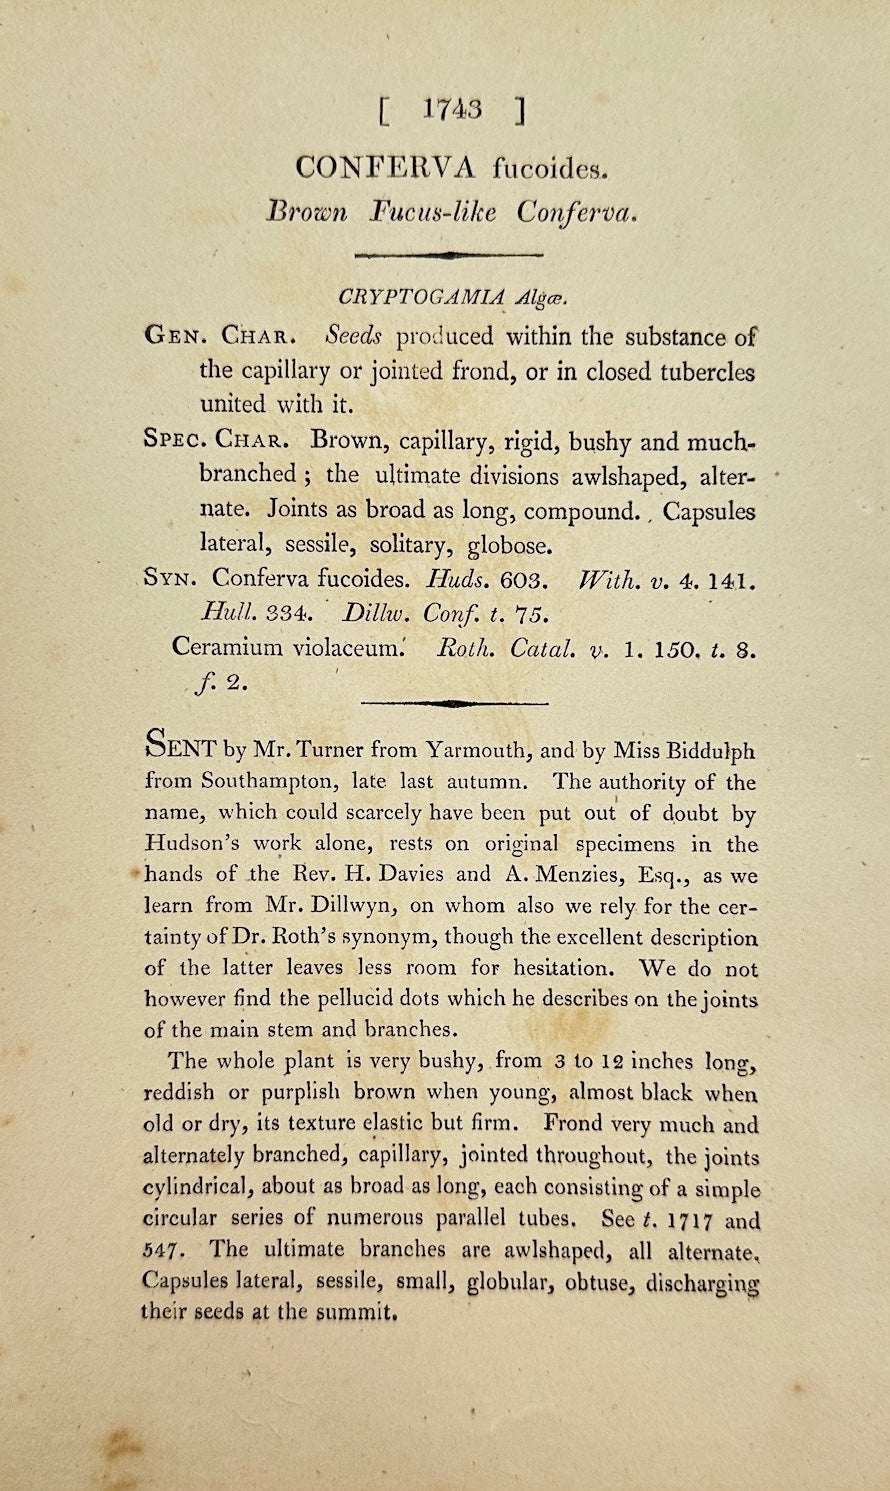 [ 1743 ]
CONFERVA fucoides.
Brown Fucus-like Conferva.
CRYPTOGAMIA Algæ.
GEN. CHAR. Seeds produced within the substance of
the capillary or jointed frond, or in closed tubercles
united with it.
SPEC. CHAR. Brown, capillary, rigid, bushy and much-
branched ; the ultimate divisions awlshaped, alter-
nate. Joints as broad as long, compound. Capsules
lateral, sessile, solitary, globose.
SYN. Conferva fucoides. Huds. 603. With. v. 4. 141.
Hull. 334. Dillw. Conf. t. 75.
Ceramium violaceum. Roth. Catal. v. 1. 150. t. 8.
f. 2.
SENT by Mr. Turner from Yarmouth, and by Miss Biddulph
from Southampton, late last autumn. The authority of the
name, which could scarcely have been put out of doubt by
Hudson's work alone, rests on original specimens in the
hands of the Rev. H. Davies and A. Menzies, Esq., as we
learn from Mr. Dillwyn, on whom also we rely for the cer-
tainty of Dr. Roth's synonym, though the excellent description
of the latter leaves less room for hesitation. We do not
however find the pellucid dots which he describes on the joints
of the main stem and branches.
The whole plant is very bushy, from 3 to 12 inches long,
reddish or purplish brown when young, almost black when
old or dry, its texture elastic but firm. Frond very much and
alternately branched, capillary, jointed throughout, the joints
cylindrical, about as broad as long, each consisting of a simple
circular series of numerous parallel tubes. See t. 1717 and
547. The ultimate branches are awlshaped, all alternate.
Capsules lateral, sessile, small, globular, obtuse, discharging
their seeds at the summit.